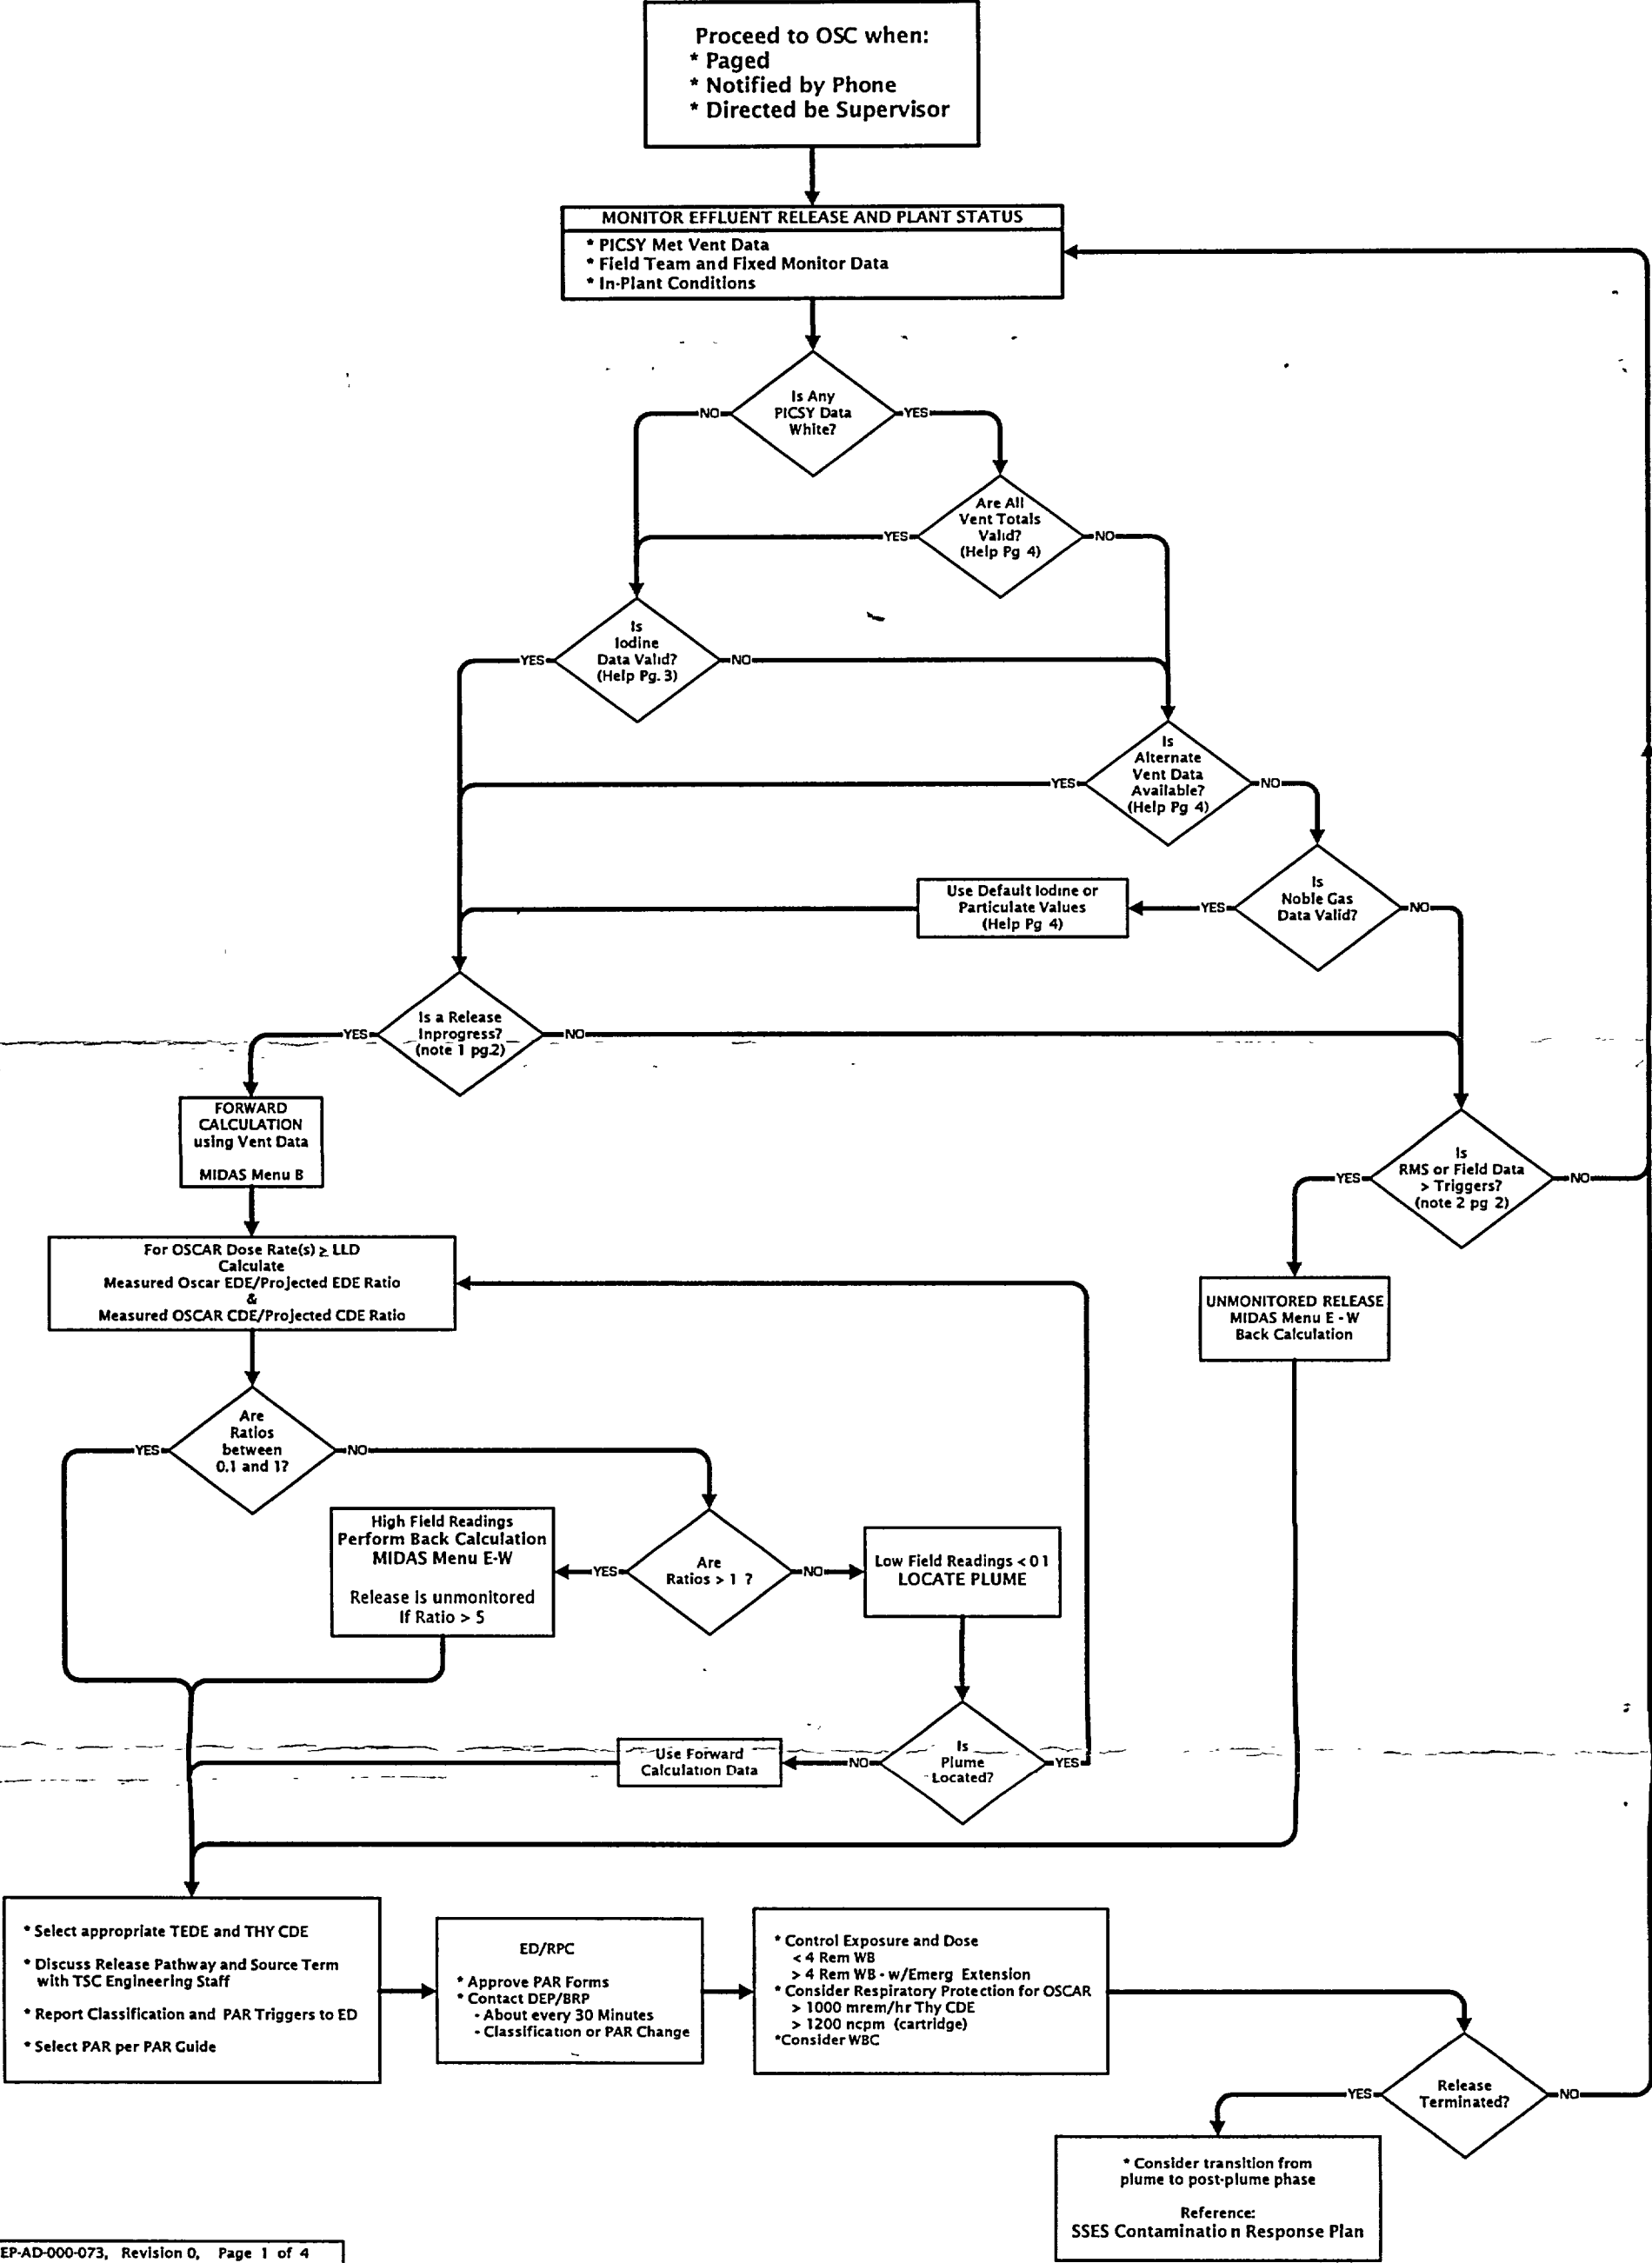 Proceed to OSC when:
* Paged
* Notified by Phone
* Directed be Supervisor
MONITOR EFFLUENT RELEASE AND PLANT STATUS
* PICSY Met Vent Data
* Field Team and Fixed Monitor Data
* In-Plant Conditions
Is Any
PICSY Data
White?
NO
YES
Are All
Vent Totals
Valid?
(Help Pg 4)
YES
NO
Is
Iodine
Data Valid?
(Help Pg. 3)
YES
NO
Is
Alternate
Vent Data
Available?
(Help Pg 4)
YES
NO
Is
Noble Gas
Data Valid?
YES
NO
Use Default Iodine or
Particulate Values
(Help Pg 4)
Is a Release
Inprogress?
(note 1 pg.2)
YES
NO
FORWARD
CALCULATION
using Vent Data
MIDAS Menu B
Is
RMS or Field Data
> Triggers?
(note 2 pg 2)
YES
NO
For OSCAR Dose Rate(s) ≥ LLD
Calculate
Measured Oscar EDE/Projected EDE Ratio
&
Measured OSCAR CDE/Projected CDE Ratio
UNMONITORED RELEASE
MIDAS Menu E - W
Back Calculation
Are
Ratios
between
0.1 and 1?
YES
NO
High Field Readings
Perform Back Calculation
MIDAS Menu E-W
Release is unmonitored
If Ratio > 5
Are
Ratios > 1 ?
YES
NO
Low Field Readings < 0 1
LOCATE PLUME
Is
Plume
Located?
NO
YES
Use Forward
Calculation Data
* Select appropriate TEDE and THY CDE
* Discuss Release Pathway and Source Term
with TSC Engineering Staff
* Report Classification and PAR Triggers to ED
* Select PAR per PAR Guide
ED/RPC
* Approve PAR Forms
* Contact DEP/BRP
- About every 30 Minutes
- Classification or PAR Change
* Control Exposure and Dose
< 4 Rem WB
> 4 Rem WB - w/Emerg Extension
* Consider Respiratory Protection for OSCAR
> 1000 mrem/hr Thy CDE
> 1200 ncpm (cartridge)
*Consider WBC
Release
Terminated?
YES
NO
* Consider transition from
plume to post-plume phase
Reference:
SSES Contamination Response Plan
EP-AD-000-073, Revision 0, Page 1 of 4